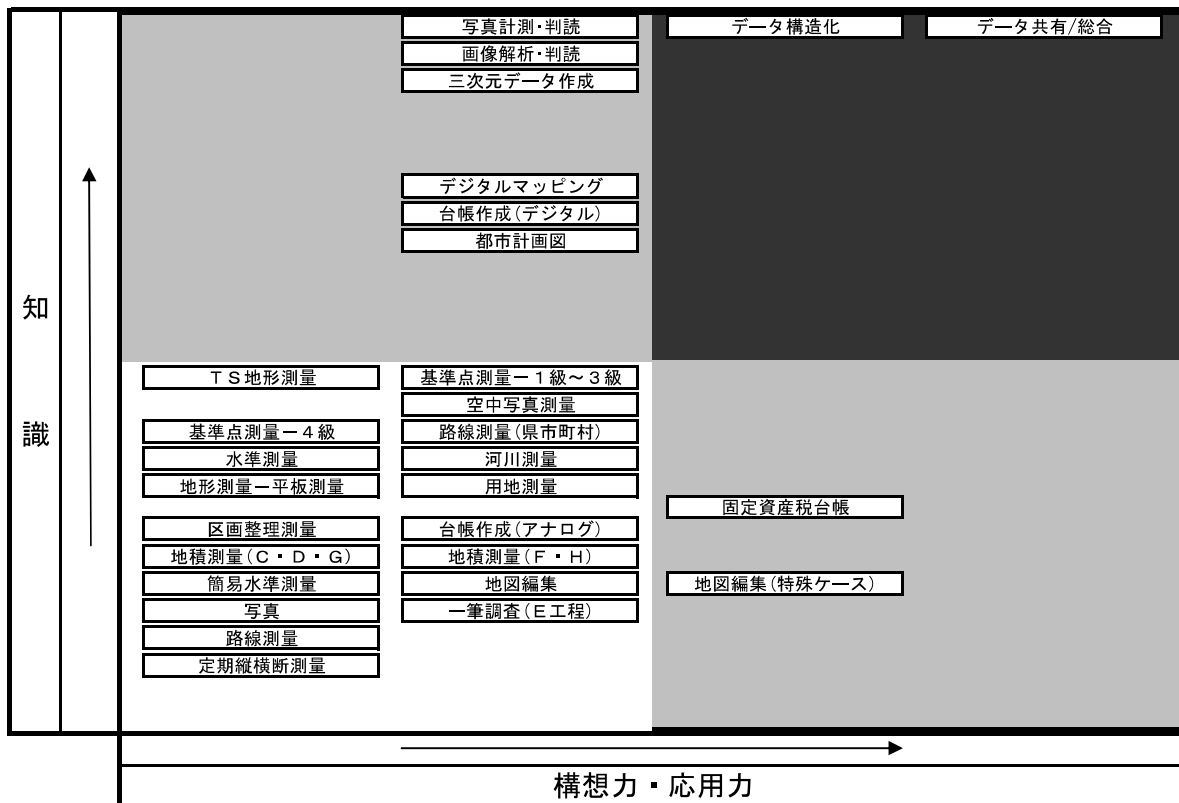 写真計測・判読 データ構造化 データ共有/総合
画像解析・判読
三次元データ作成
デジタルマッピング
台帳作成(デジタル)
都市計画図
知
識
TS地形測量 基準点測量ー1級～3級
空中写真測量
基準点測量ー4級 路線測量(県市町村)
水準測量 河川測量
地形測量ー平板測量 用地測量
固定資産税台帳
区画整理測量 台帳作成(アナログ)
地積測量(C・D・G) 地積測量(F・H)
簡易水準測量 地図編集 地図編集(特殊ケース)
写真 一筆調査(E工程)
路線測量
定期縦横断測量
構想力・応用力